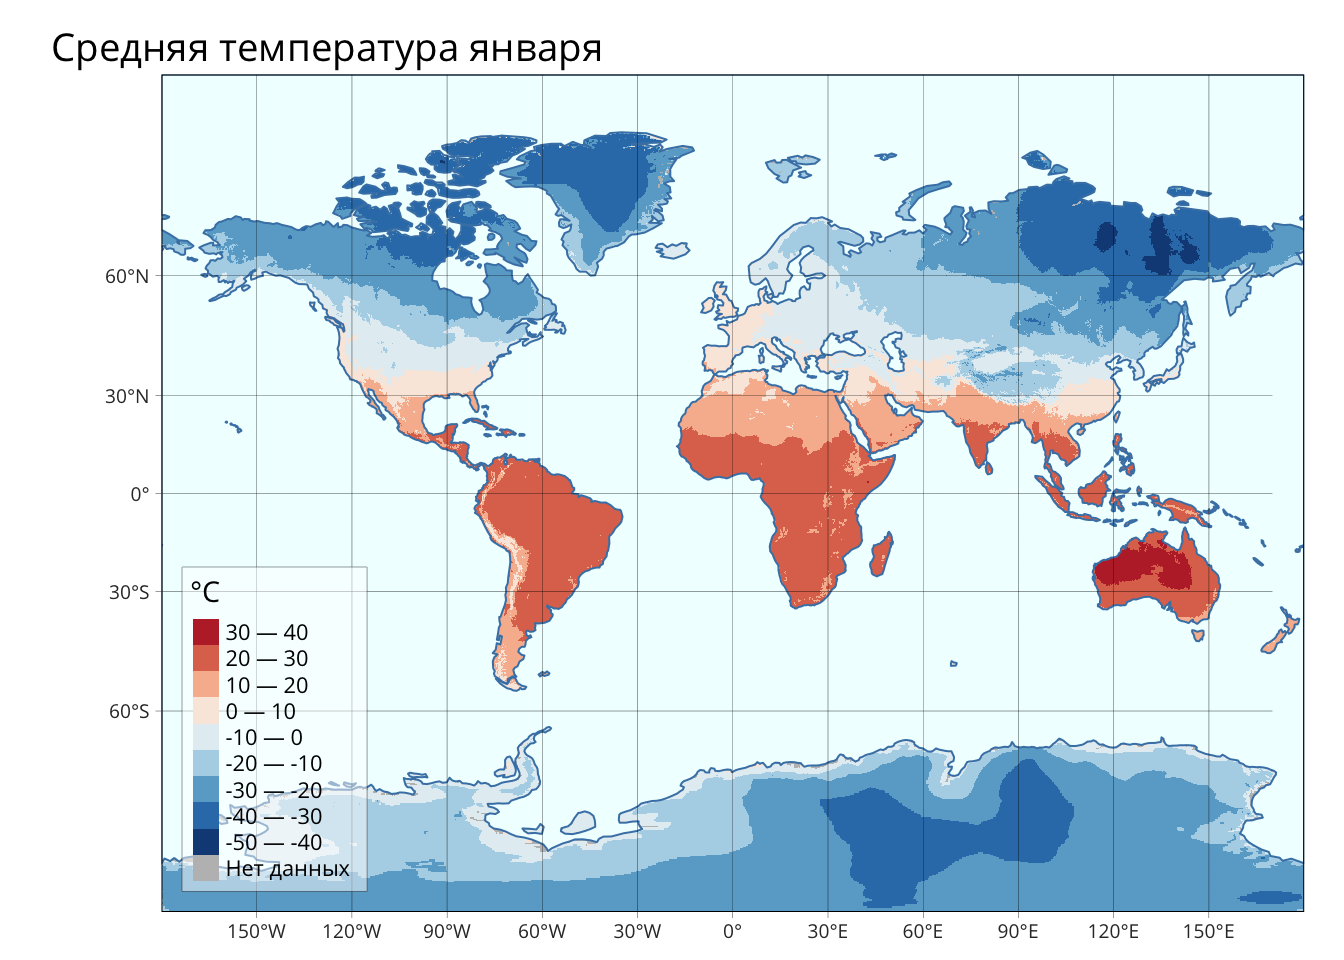 Средняя температура января
60°N
30°N
0°
30°S
60°S
°C
30 — 40
20 — 30
10 — 20
0 — 10
-10 — 0
-20 — -10
-30 — -20
-40 — -30
-50 — -40
Нет данных
150°W 120°W 90°W 60°W 30°W 0° 30°E 60°E 90°E 120°E 150°E